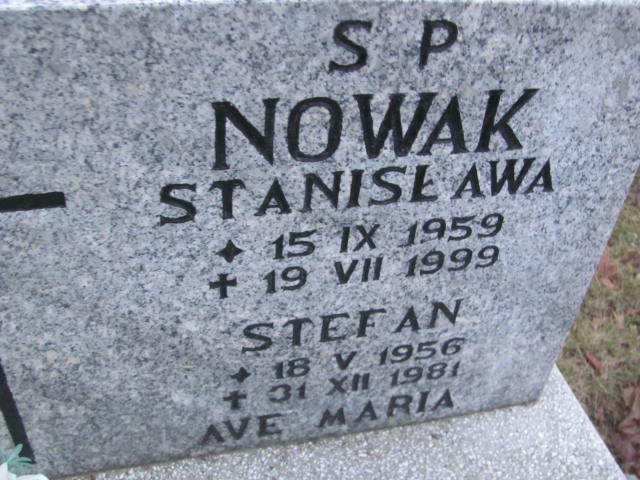 S P
NOWAK
STANISŁAWA
15 IX 1959
19 VII 1999
STEFAN
18 V 1956
31 XII 1981
AVE MARIA